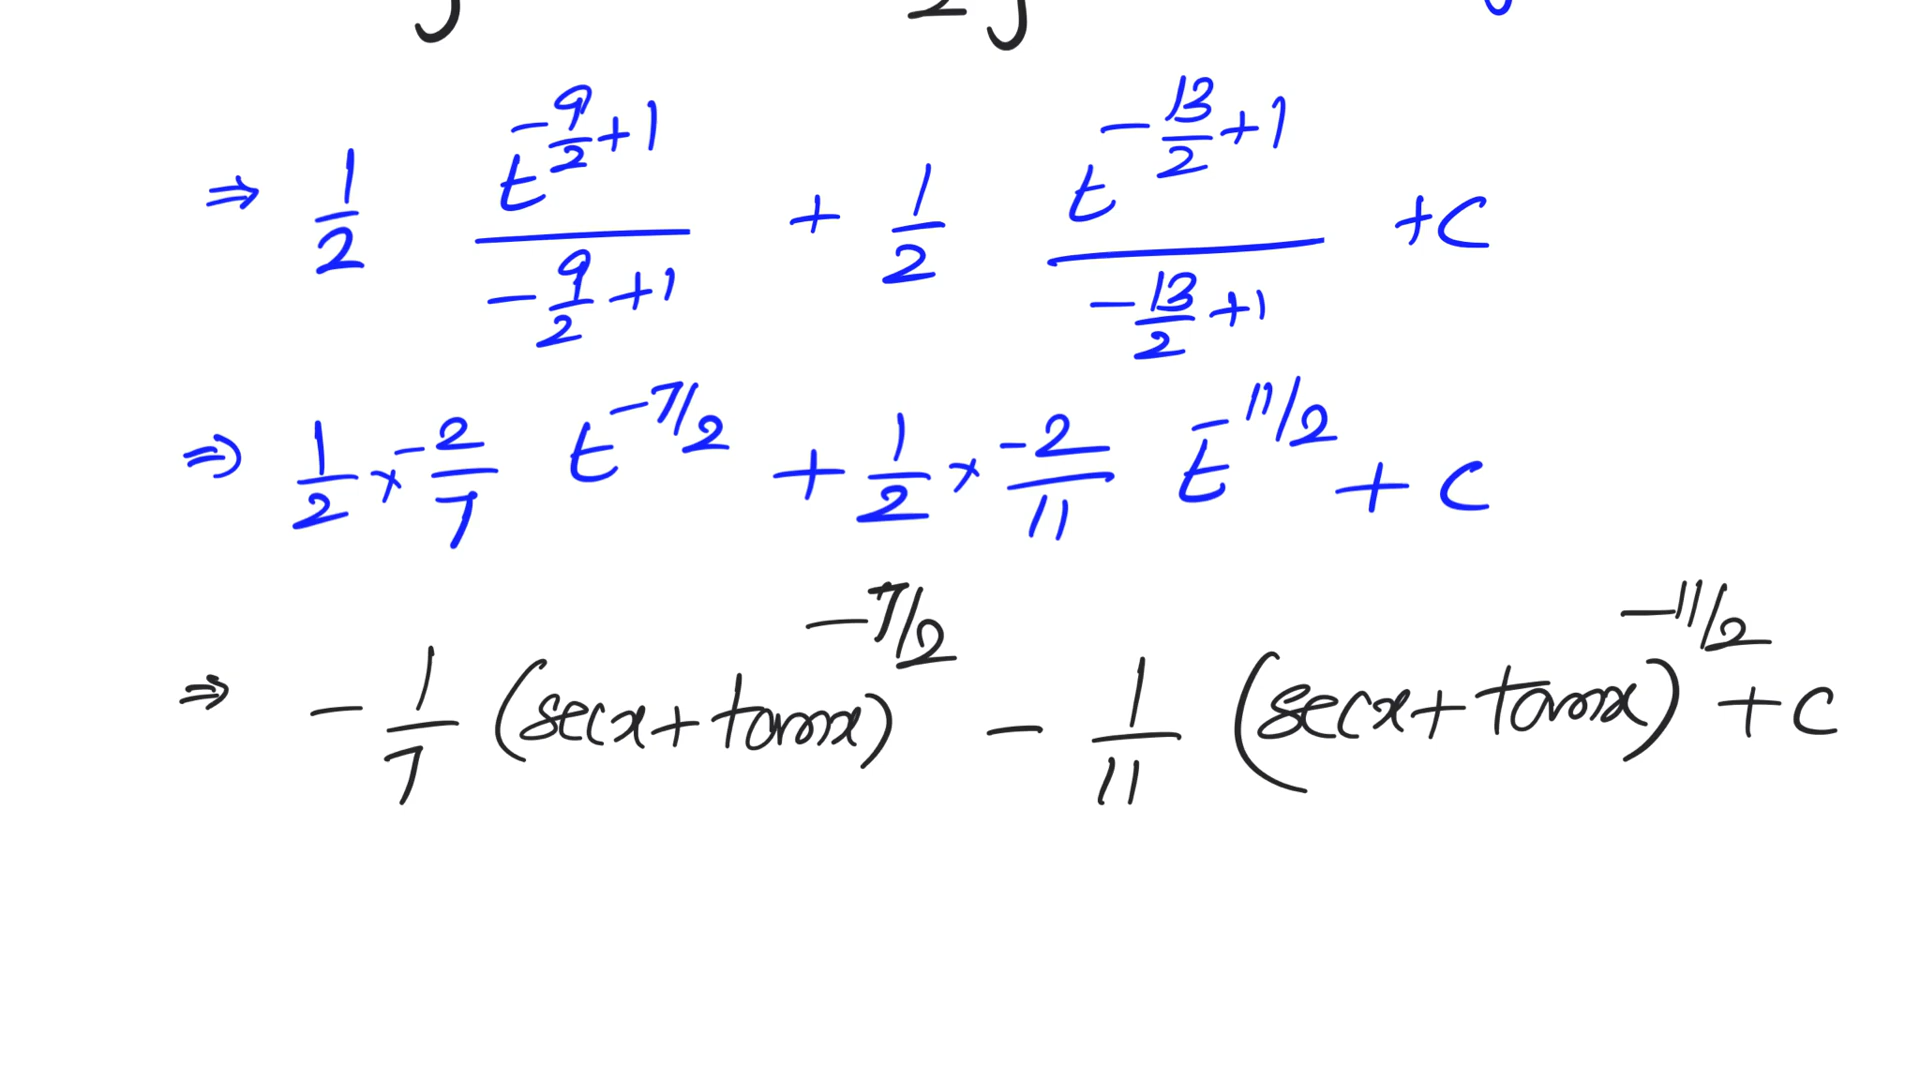 ⇒ 1/2 t^(-9/2+1)/(-9/2+1) + 1/2 t^(-13/2+1)/(-13/2+1) + c
⇒ 1/2 × -2/7 t^(-7/2) + 1/2 × -2/11 t^(-11/2) + c
⇒ -1/7 (secx+tanx)^(-7/2) - 1/11 (secx+tanx)^(-11/2) + c